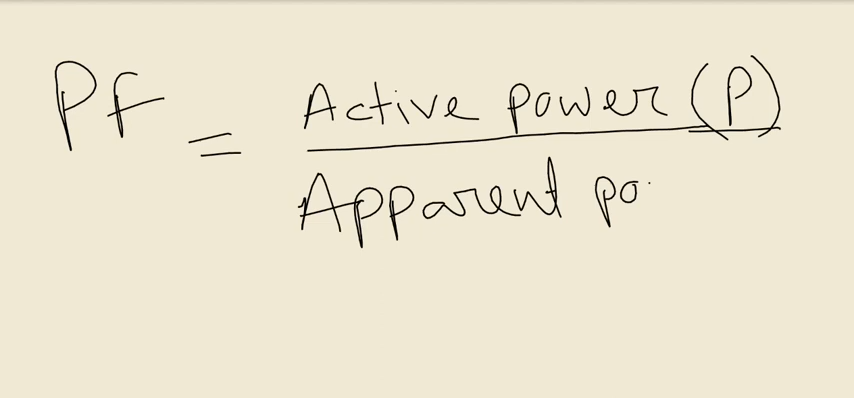 Pf = Active power (P)
Apparent po